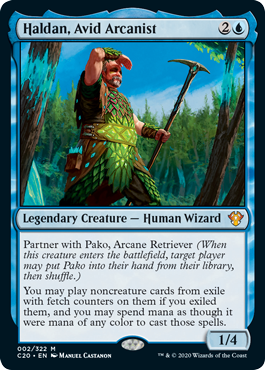 Haldan, Avid Arcanist 2
Legendary Creature — Human Wizard
Partner with Pako, Arcane Retriever (When
this creature enters the battlefield, target player
may put Pako into their hand from their library,
then shuffle.)
You may play noncreature cards from exile
with fetch counters on them if you exiled
them, and you may spend mana as though it
were mana of any color to cast those spells.
1/4
002/322 M
C20 • EN MANUEL CASTAÑÓN
™ & © 2020 Wizards of the Coast